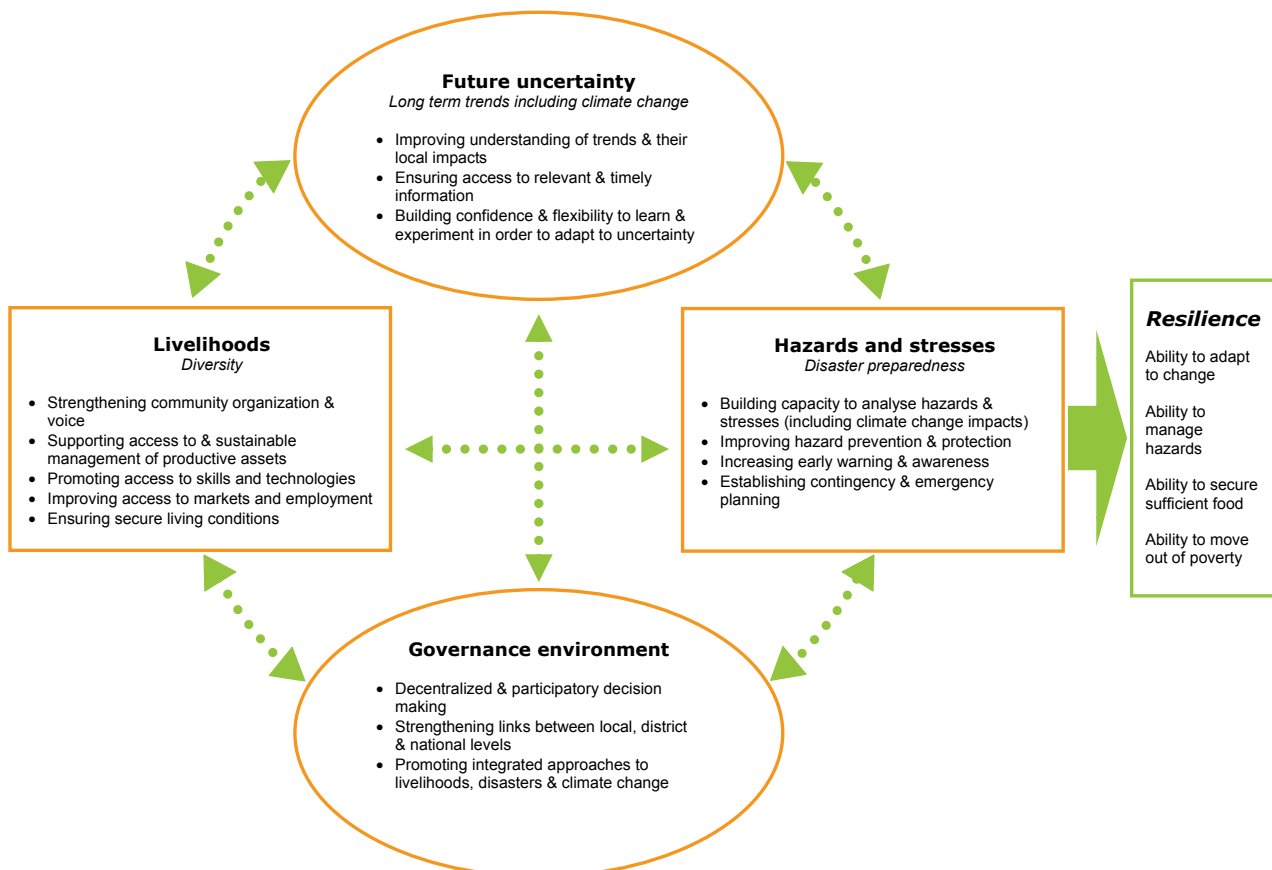 Future uncertainty
Long term trends including climate change
• Improving understanding of trends & their
local impacts
• Ensuring access to relevant & timely
information
• Building confidence & flexibility to learn &
experiment in order to adapt to uncertainty
Livelihoods
Diversity
• Strengthening community organization &
voice
• Supporting access to & sustainable
management of productive assets
• Promoting access to skills and technologies
• Improving access to markets and employment
• Ensuring secure living conditions
Hazards and stresses
Disaster preparedness
• Building capacity to analyse hazards &
stresses (including climate change impacts)
• Improving hazard prevention & protection
• Increasing early warning & awareness
• Establishing contingency & emergency
planning
Resilience
Ability to adapt
to change
Ability to
manage
hazards
Ability to secure
sufficient food
Ability to move
out of poverty
Governance environment
• Decentralized & participatory decision
making
• Strengthening links between local, district
& national levels
• Promoting integrated approaches to
livelihoods, disasters & climate change